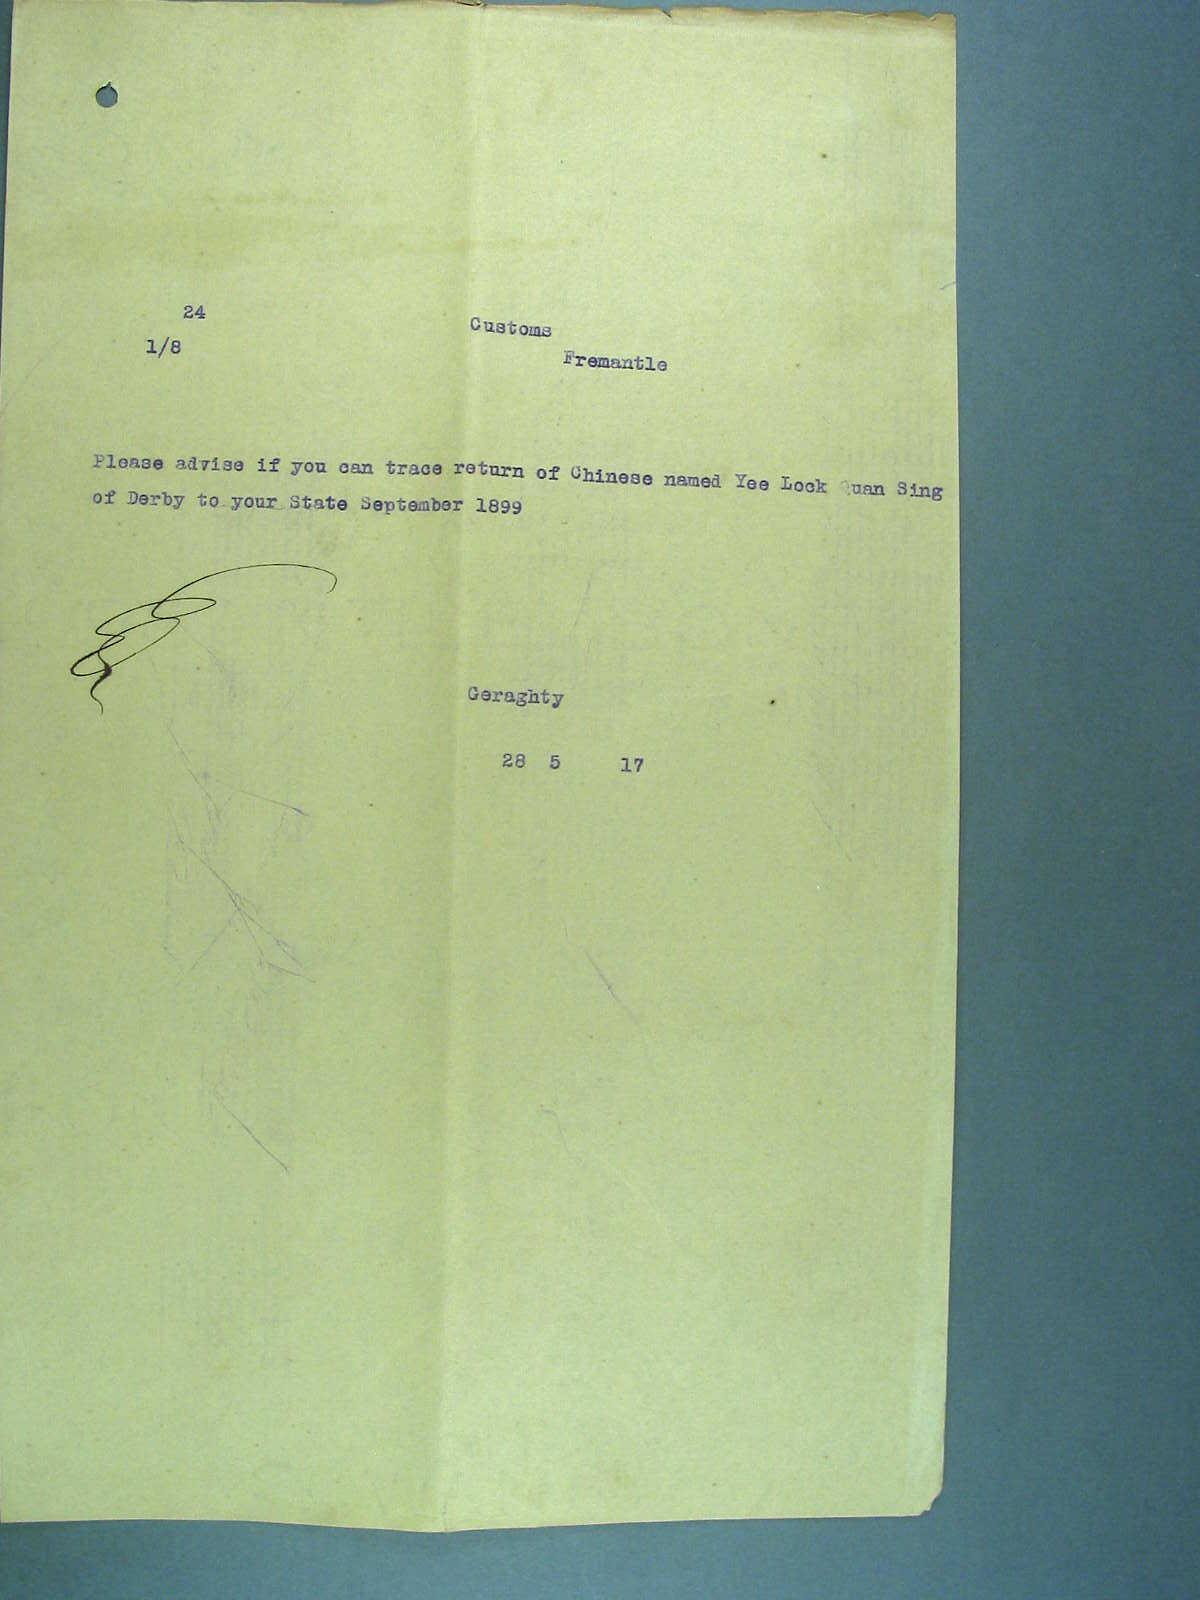 24
1/8
Customs
Fremantle
Please advise if you can trace return of Chinese named Yee Lock Quan Sing
of Derby to your State September 1899
Geraghty
28 5 17